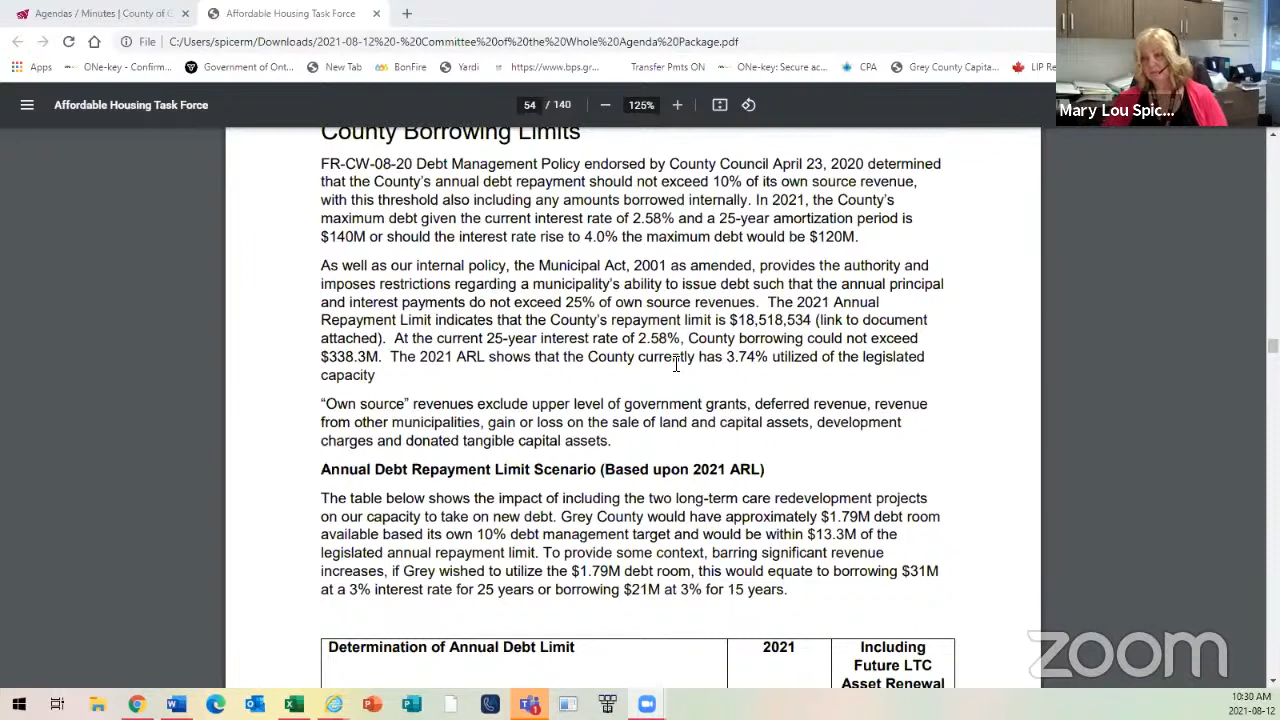 Agendas / Minutes | County of G
Affordable Housing Task Force
File
C:/Users/spicerm/Downloads/2021-08-12%20-%20Committee%20of%20the%20Whole%20Agenda%20Package.pdf
Apps
ONe-key - Confirm...
Government of Ont...
New Tab
BonFire
Yardi
https://www.bps.gr...
Transfer Pmts ON
ONe-key: Secure ac...
CPA
Grey County Capita...
LIP Re
Mary Lou Spic...
Affordable Housing Task Force
54 / 140
125%
County Borrowing Limits
FR-CW-08-20 Debt Management Policy endorsed by County Council April 23, 2020 determined
that the County's annual debt repayment should not exceed 10% of its own source revenue,
with this threshold also including any amounts borrowed internally. In 2021, the County's
maximum debt given the current interest rate of 2.58% and a 25-year amortization period is
$140M or should the interest rate rise to 4.0% the maximum debt would be $120M.
As well as our internal policy, the Municipal Act, 2001 as amended, provides the authority and
imposes restrictions regarding a municipality's ability to issue debt such that the annual principal
and interest payments do not exceed 25% of own source revenues. The 2021 Annual
Repayment Limit indicates that the County's repayment limit is $18,518,534 (link to document
attached). At the current 25-year interest rate of 2.58%, County borrowing could not exceed
$338.3M. The 2021 ARL shows that the County currently has 3.74% utilized of the legislated
capacity
“Own source” revenues exclude upper level of government grants, deferred revenue, revenue
from other municipalities, gain or loss on the sale of land and capital assets, development
charges and donated tangible capital assets.
Annual Debt Repayment Limit Scenario (Based upon 2021 ARL)
The table below shows the impact of including the two long-term care redevelopment projects
on our capacity to take on new debt. Grey County would have approximately $1.79M debt room
available based its own 10% debt management target and would be within $13.3M of the
legislated annual repayment limit. To provide some context, barring significant revenue
increases, if Grey wished to utilize the $1.79M debt room, this would equate to borrowing $31M
at a 3% interest rate for 25 years or borrowing $21M at 3% for 15 years.
Determination of Annual Debt Limit
2021
Including
Future LTC
Asset Renewal
zoom
10:30 AM
2021-08-12